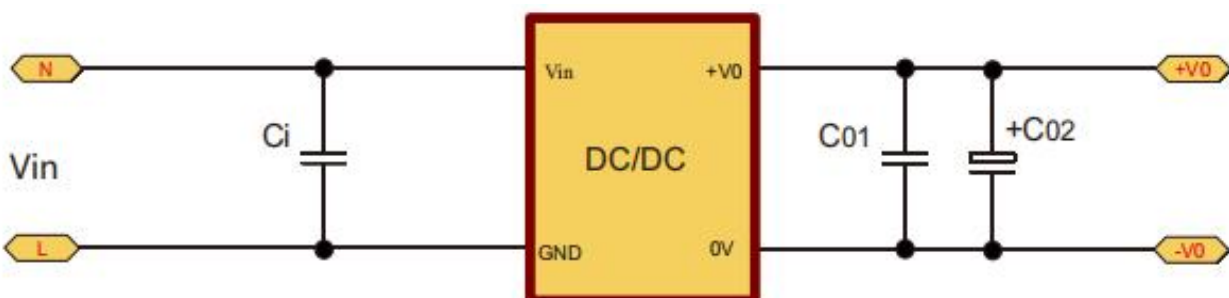 N
Vin
+V0
+V0
Ci
C01
+C02
Vin
DC/DC
L
GND
0V
-V0